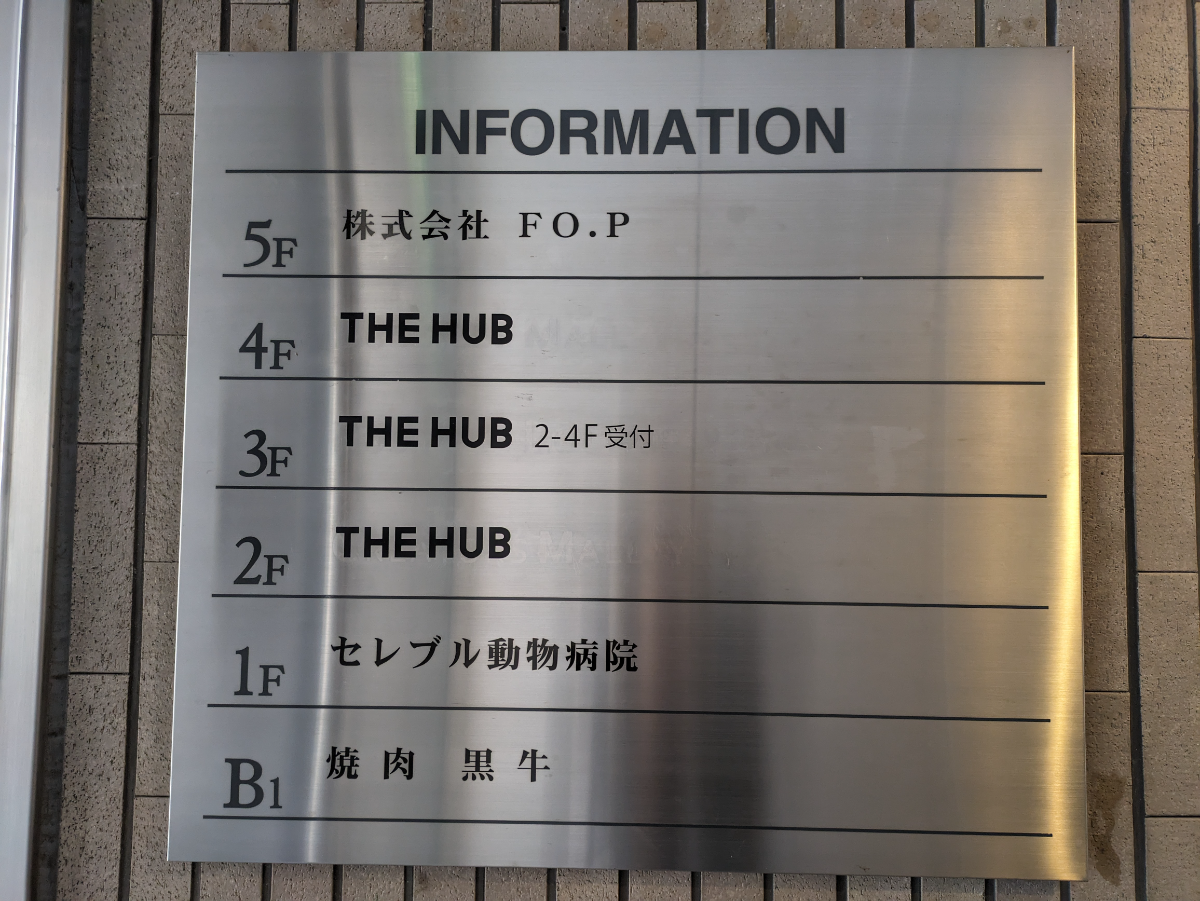 INFORMATION
5F 株式会社 FO.P
4F THE HUB
3F THE HUB 2-4F受付
2F THE HUB
1F セレブル動物病院
B1 焼肉 黒牛